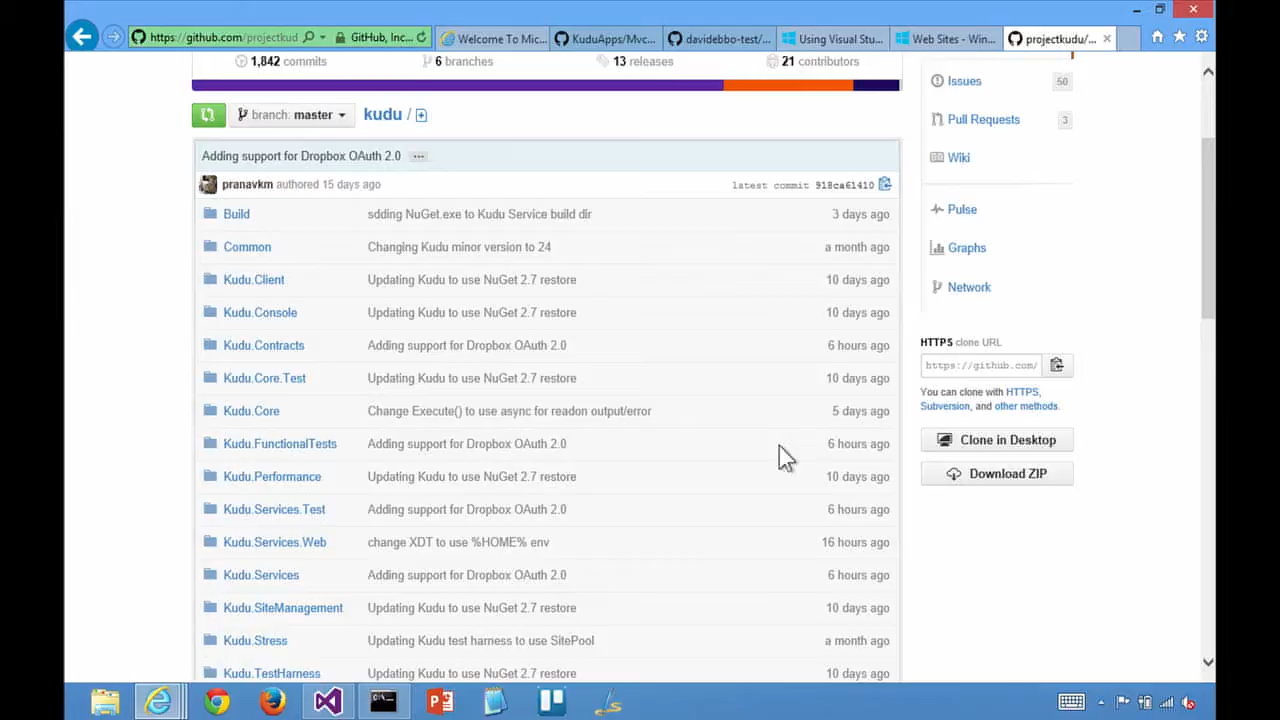 https://github.com/projectkud
GitHub, Inc...
Welcome To Mic...
KuduApps/Mvc...
davidebbo-test/...
Using Visual Stu...
Web Sites - Win...
projectkudu/...
1,842 commits
6 branches
13 releases
21 contributors
branch: master
kudu /
Adding support for Dropbox OAuth 2.0
pranavkm authored 15 days ago
latest commit 918ca61410
Build sdding NuGet.exe to Kudu Service build dir 3 days ago
Common Changing Kudu minor version to 24 a month ago
Kudu.Client Updating Kudu to use NuGet 2.7 restore 10 days ago
Kudu.Console Updating Kudu to use NuGet 2.7 restore 10 days ago
Kudu.Contracts Adding support for Dropbox OAuth 2.0 6 hours ago
Kudu.Core.Test Updating Kudu to use NuGet 2.7 restore 10 days ago
Kudu.Core Change Execute() to use async for readon output/error 5 days ago
Kudu.FunctionalTests Adding support for Dropbox OAuth 2.0 6 hours ago
Kudu.Performance Updating Kudu to use NuGet 2.7 restore 10 days ago
Kudu.Services.Test Adding support for Dropbox OAuth 2.0 6 hours ago
Kudu.Services.Web change XDT to use %HOME% env 16 hours ago
Kudu.Services Adding support for Dropbox OAuth 2.0 6 hours ago
Kudu.SiteManagement Updating Kudu to use NuGet 2.7 restore 10 days ago
Kudu.Stress Updating Kudu test harness to use SitePool a month ago
Kudu.TestHarness Updating Kudu to use NuGet 2.7 restore 10 days ago
Issues 50
Pull Requests 3
Wiki
Pulse
Graphs
Network
HTTPS clone URL
https://github.com/
You can clone with HTTPS,
Subversion, and other methods.
Clone in Desktop
Download ZIP